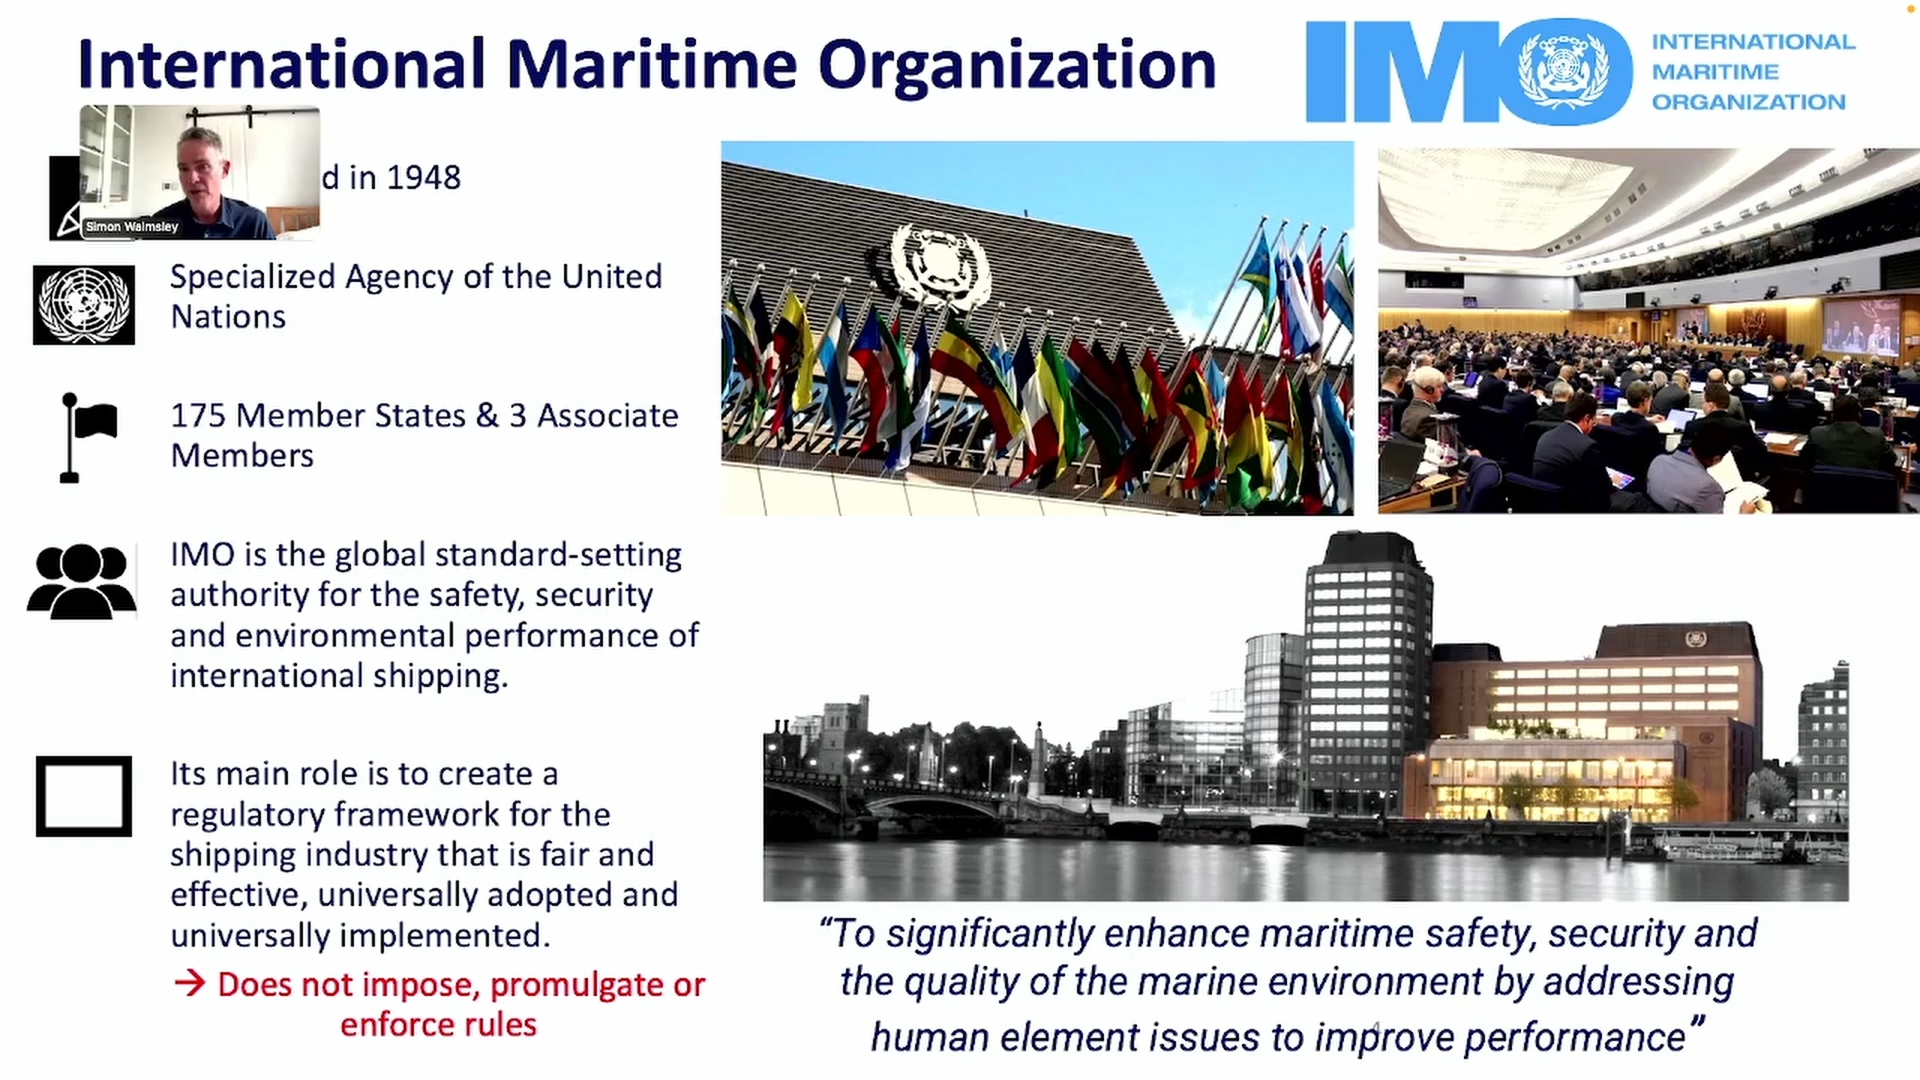 International Maritime Organization
IMO
INTERNATIONAL
MARITIME
ORGANIZATION
Simon Walmsley
d in 1948
Specialized Agency of the United
Nations
175 Member States & 3 Associate
Members
IMO is the global standard-setting
authority for the safety, security
and environmental performance of
international shipping.
Its main role is to create a
regulatory framework for the
shipping industry that is fair and
effective, universally adopted and
universally implemented.
→ Does not impose, promulgate or
enforce rules
“To significantly enhance maritime safety, security and
the quality of the marine environment by addressing
human element issues to improve performance”
4